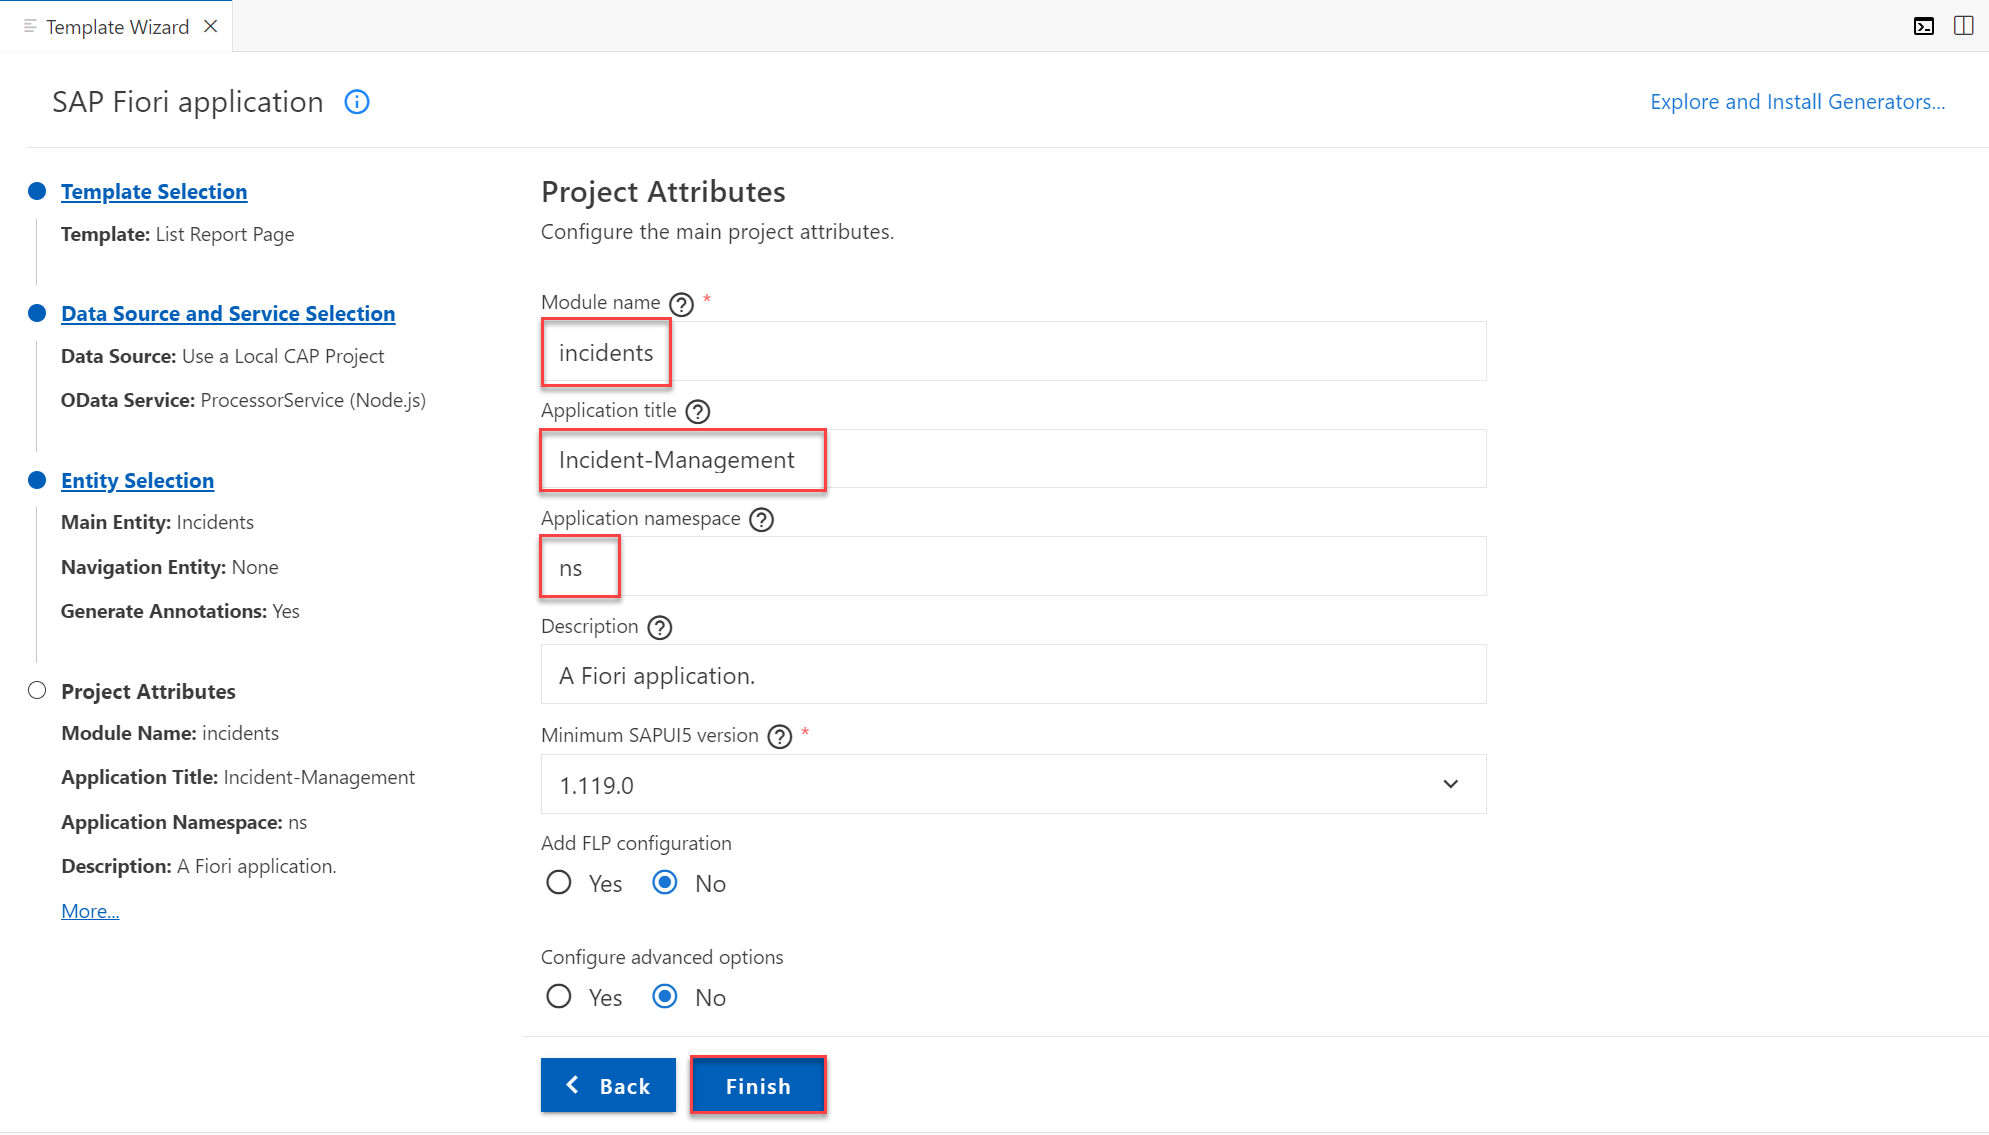 Template Wizard
SAP Fiori application
Explore and Install Generators...
Template Selection
Template: List Report Page
Data Source and Service Selection
Data Source: Use a Local CAP Project
OData Service: ProcessorService (Node.js)
Entity Selection
Main Entity: Incidents
Navigation Entity: None
Generate Annotations: Yes
Project Attributes
Module Name: incidents
Application Title: Incident-Management
Application Namespace: ns
Description: A Fiori application.
More...
Project Attributes
Configure the main project attributes.
Module name ? *
incidents
Application title ?
Incident-Management
Application namespace ?
ns
Description ?
A Fiori application.
Minimum SAPUI5 version ? *
1.119.0
Add FLP configuration
Yes No
Configure advanced options
Yes No
Back Finish